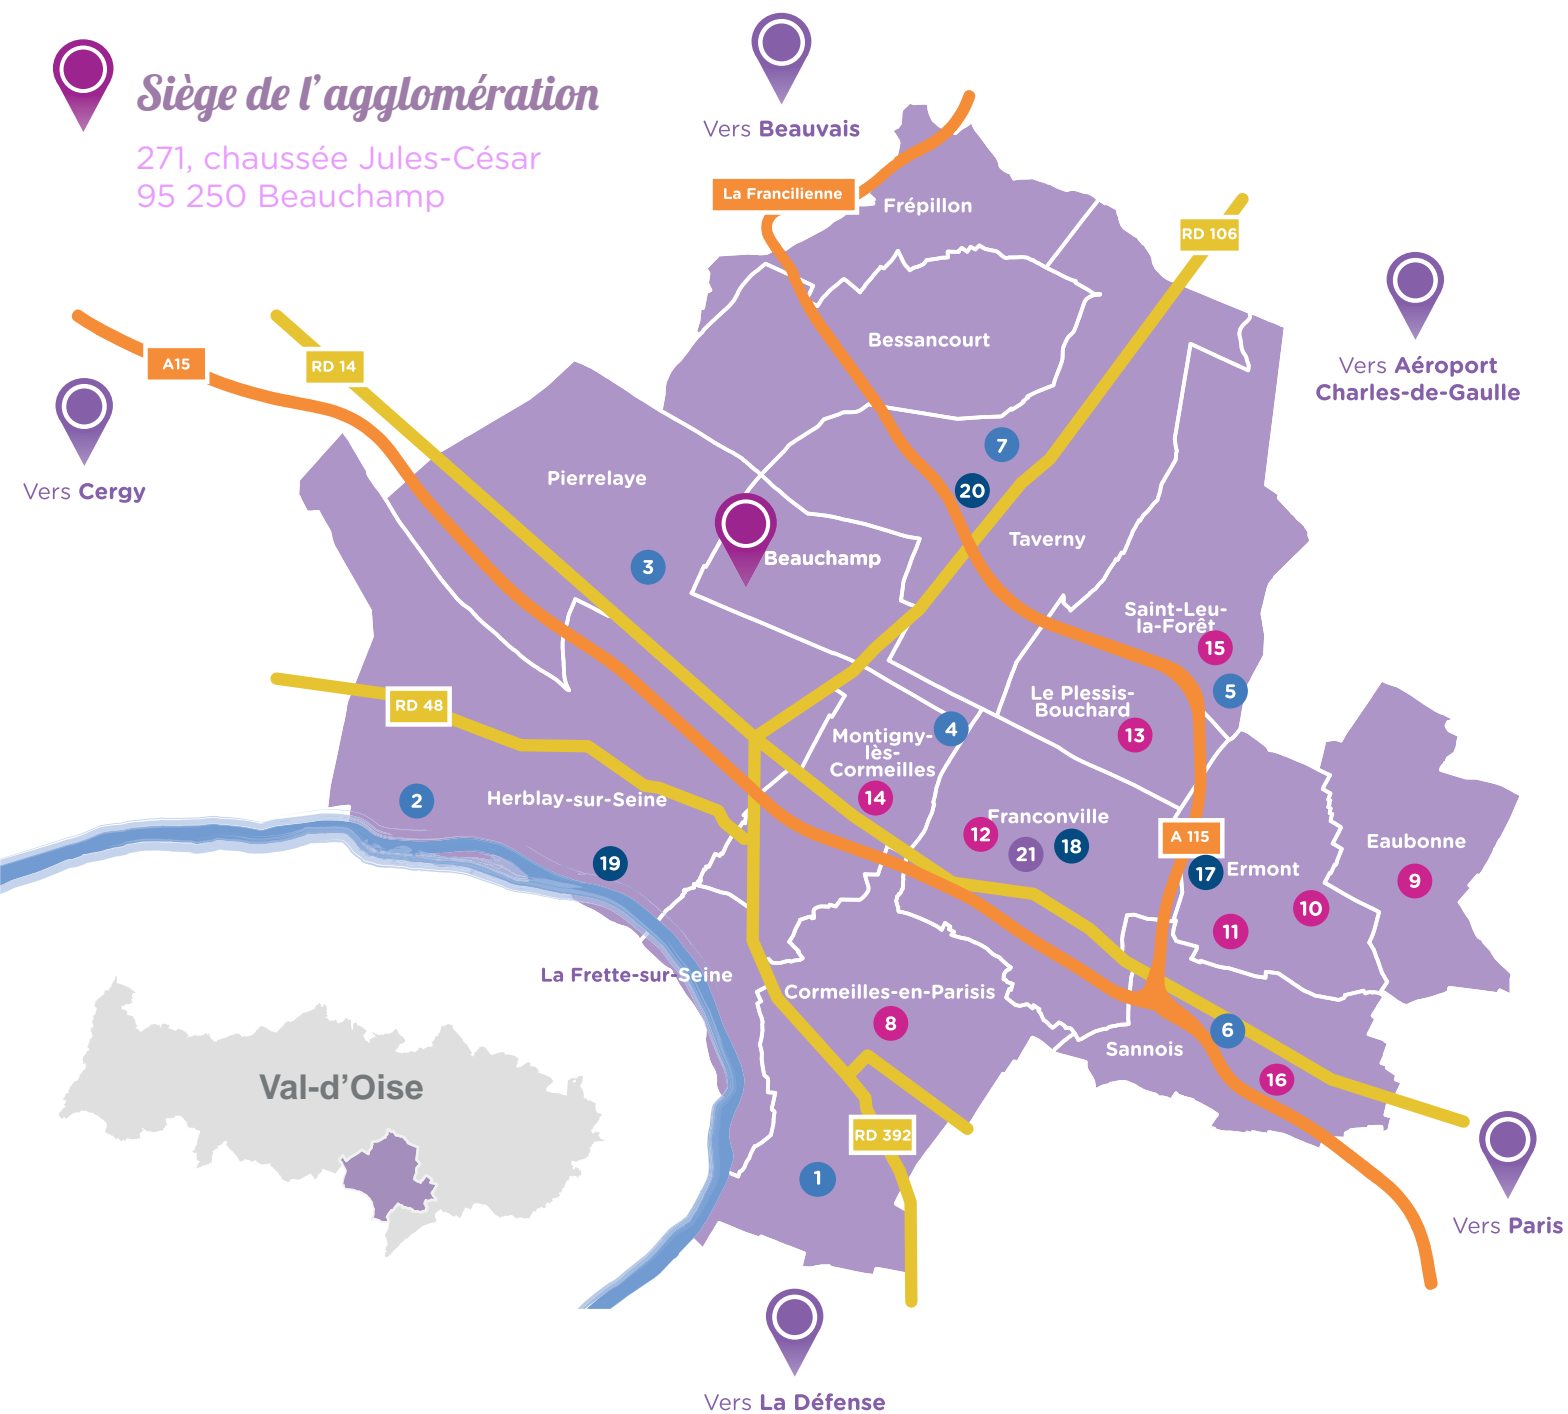 Siège de l'agglomération
271, chaussée Jules-César
95 250 Beauchamp
Vers Beauvais
La Francilienne
Frépillon
RD 106
Vers Aéroport
Charles-de-Gaulle
A15
RD 14
Bessancourt
Vers Cergy
Pierrelaye
7
20
Taverny
3
Beauchamp
Saint-Leu-
la-Forêt
15
5
RD 48
Le Plessis-
Bouchard
13
4
Montigny-
lès-
Cormeilles
14
2
Herblay-sur-Seine
Franconville
12
21
18
A 115
Eaubonne
9
19
17
Ermont
10
11
La Frette-sur-Seine
Cormeilles-en-Parisis
8
6
Sannois
16
Val-d'Oise
RD 392
1
Vers Paris
Vers La Défense